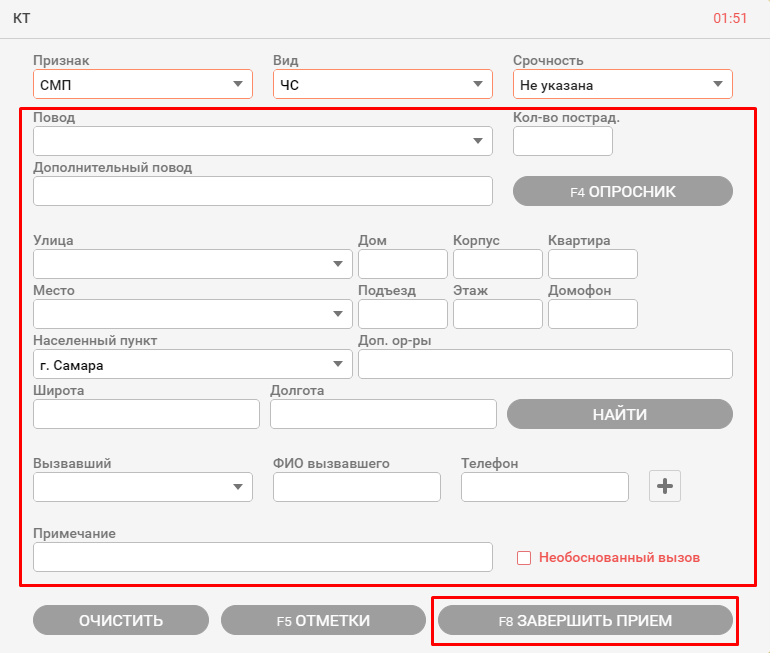 КТ 01:51
Признак Вид Срочность
СМП ЧС Не указана
Повод Кол-во пострад.
Дополнительный повод
F4 ОПРОСНИК
Улица Дом Корпус Квартира
Место Подъезд Этаж Домофон
Населенный пункт Доп. ор-ры
г. Самара
Широта Долгота
НАЙТИ
Вызвавший ФИО вызвавшего Телефон
Примечание
Необоснованный вызов
ОЧИСТИТЬ F5 ОТМЕТКИ F8 ЗАВЕРШИТЬ ПРИЕМ